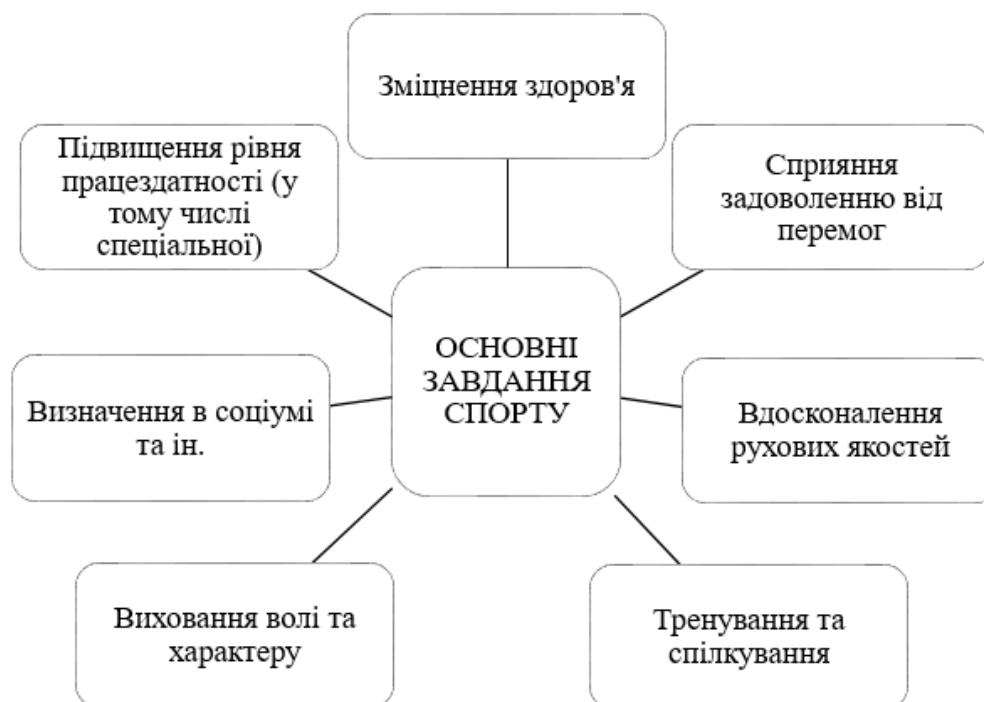 Зміцнення здоров'я
Підвищення рівня
працездатності (у
тому числі
спеціальної)
Сприяння
задоволенню від
перемог
ОСНОВНІ
ЗАВДАННЯ
СПОРТУ
Визначення в соціумі
та ін.
Вдосконалення
рухових якостей
Виховання волі та
характеру
Тренування та
спілкування